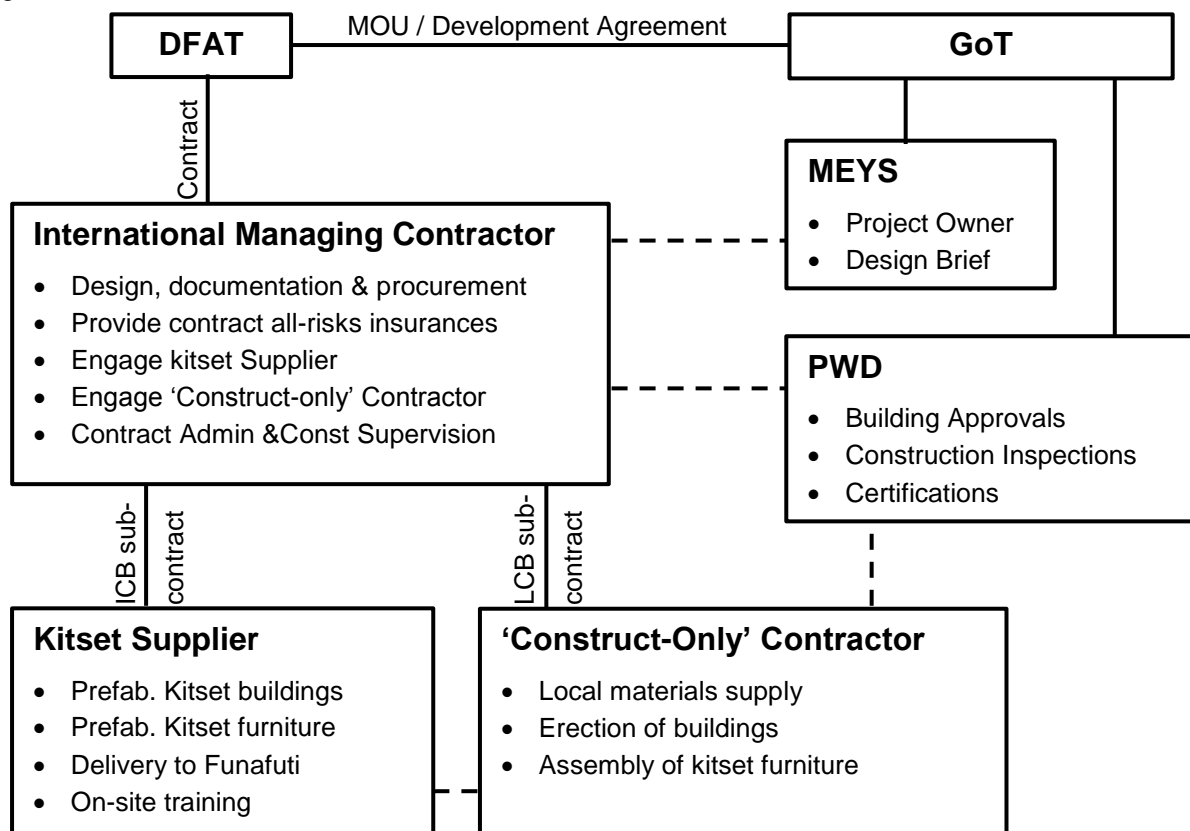 DFAT
MOU / Development Agreement
GoT
Contract
MEYS
• Project Owner
• Design Brief
International Managing Contractor
• Design, documentation & procurement
• Provide contract all-risks insurances
• Engage kitset Supplier
• Engage ‘Construct-only’ Contractor
• Contract Admin &Const Supervision
PWD
• Building Approvals
• Construction Inspections
• Certifications
ICB sub-
contract
LCB sub-
contract
Kitset Supplier
• Prefab. Kitset buildings
• Prefab. Kitset furniture
• Delivery to Funafuti
• On-site training
‘Construct-Only’ Contractor
• Local materials supply
• Erection of buildings
• Assembly of kitset furniture